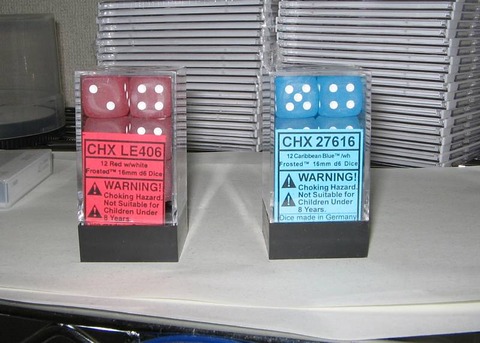 CHX LE406
12 Red w/white
Frosted™ 16mm d6 Dice
WARNING!
Choking Hazard.
Not Suitable for
Children Under
8 Years.
CHX 27616
12 Caribbean Blue™/wh
Frosted™ 16mm d6 Dice
WARNING!
Choking Hazard.
Not Suitable for
Children Under
8 Years.
Dice made in Germany